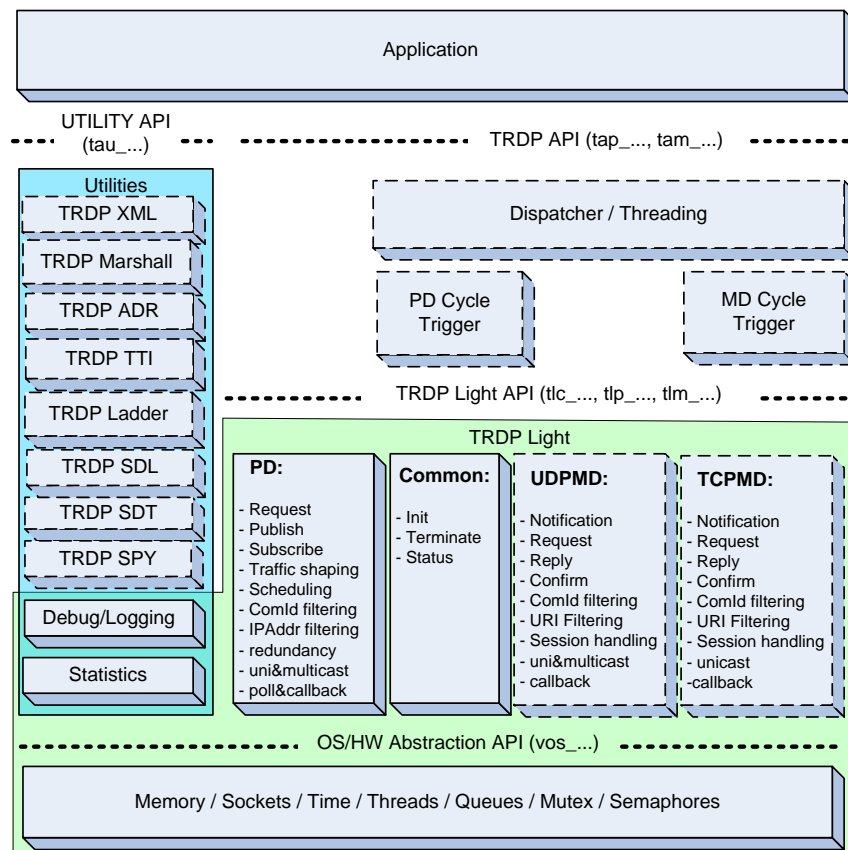 Application
UTILITY API
(tau_...)
TRDP API (tap_..., tam_...)
Utilities
TRDP XML
TRDP Marshall
TRDP ADR
TRDP TTI
TRDP Ladder
TRDP SDL
TRDP SDT
TRDP SPY
Debug/Logging
Statistics
Dispatcher / Threading
PD Cycle
Trigger
MD Cycle
Trigger
TRDP Light API (tlc_..., tlp_..., tlm_...)
TRDP Light
PD:
- Request
- Publish
- Subscribe
- Traffic shaping
- Scheduling
- ComId filtering
- IPAddr filtering
- redundancy
- uni&multicast
- poll&callback
Common:
- Init
- Terminate
- Status
UDPMD:
- Notification
- Request
- Reply
- Confirm
- ComId filtering
- URI Filtering
- Session handling
- uni&multicast
- callback
TCPMD:
- Notification
- Request
- Reply
- Confirm
- ComId filtering
- URI Filtering
- Session handling
- unicast
-callback
OS/HW Abstraction API (vos_...)
Memory / Sockets / Time / Threads / Queues / Mutex / Semaphores